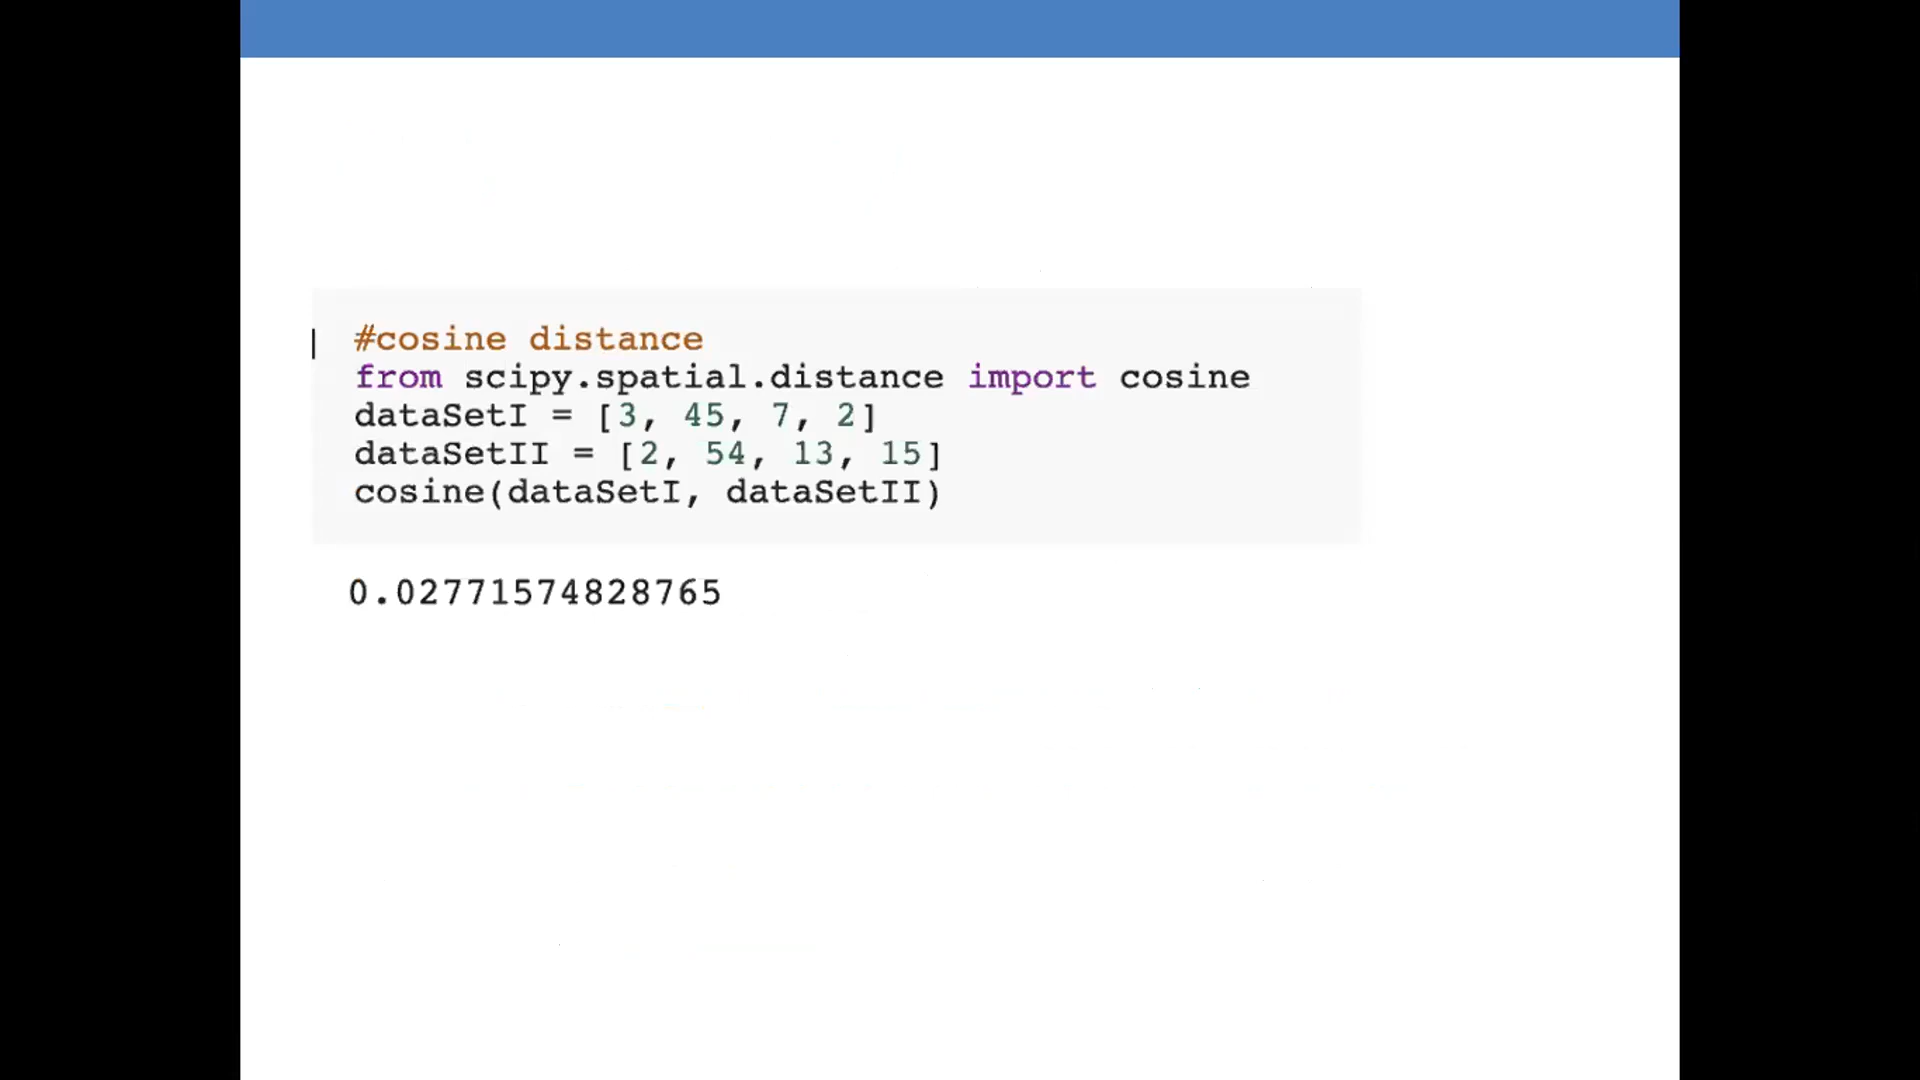 #cosine distance
from scipy.spatial.distance import cosine
dataSetI = [3, 45, 7, 2]
dataSetII = [2, 54, 13, 15]
cosine(dataSetI, dataSetII)
0.02771574828765